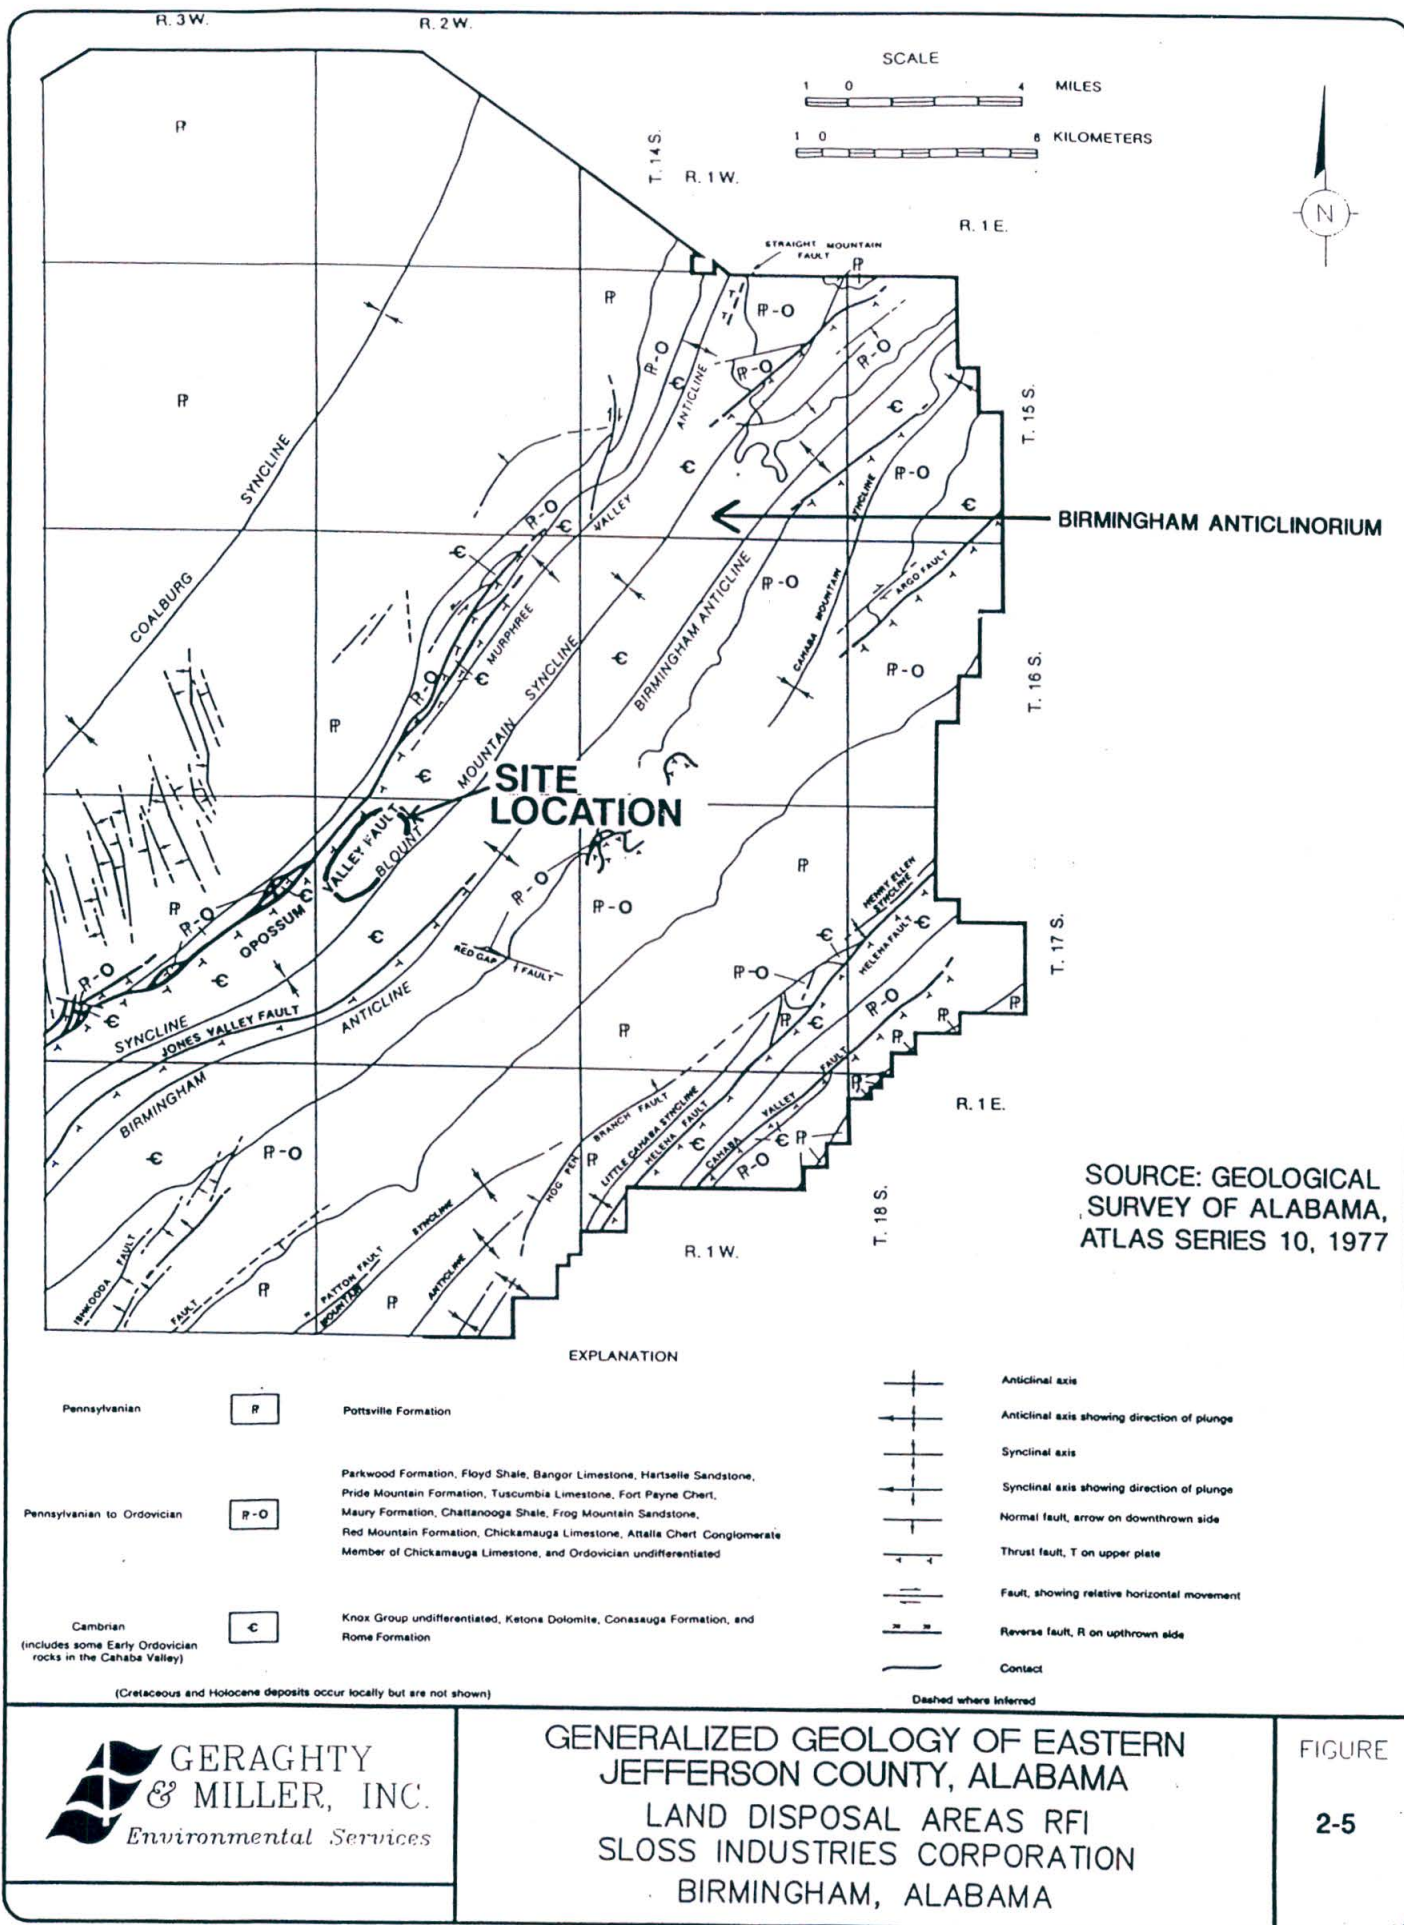 R. 3 W.
R. 2 W.
SCALE
1 0 4 MILES
1 0 6 KILOMETERS
T. 14 S.
R. 1 W.
N
R. 1 E.
STRAIGHT MOUNTAIN
FAULT
ANTICLINE
VALLEY
MURPHREE
T. 15 S.
COALBURG SYNCLINE
BIRMINGHAM ANTICLINORIUM
SYNCLINE
CAHABA MOUNTAIN
ARGO FAULT
BIRMINGHAM ANTICLINE
T. 16 S.
BLOUNT MOUNTAIN SYNCLINE
SITE
LOCATION
OPOSSUM VALLEY FAULT
HENRY ELLEN
SYNCLINE
HELENA FAULT
T. 17 S.
RED GAP FAULT
SYNCLINE
JONES VALLEY FAULT
BIRMINGHAM ANTICLINE
R. 1 E.
HOG PEN BRANCH FAULT
LITTLE CAHABA SYNCLINE
HELENA FAULT
CAHABA VALLEY FAULT
T. 18 S.
R. 1 W.
ISHKOODA FAULT
FAULT
PATTON FAULT
MOUNTAIN SYNCLINE
ANTICLINE
SOURCE: GEOLOGICAL
SURVEY OF ALABAMA,
ATLAS SERIES 10, 1977
EXPLANATION
Pennsylvanian
P
Pottsville Formation
Pennsylvanian to Ordovician
P-O
Parkwood Formation, Floyd Shale, Bangor Limestone, Hartselle Sandstone,
Pride Mountain Formation, Tuscumbia Limestone, Fort Payne Chert,
Maury Formation, Chattanooga Shale, Frog Mountain Sandstone,
Red Mountain Formation, Chickamauga Limestone, Attalla Chert Conglomerate
Member of Chickamauga Limestone, and Ordovician undifferentiated
Cambrian
(includes some Early Ordovician
rocks in the Cahaba Valley)
Є
Knox Group undifferentiated, Ketona Dolomite, Conasauga Formation, and
Rome Formation
(Cretaceous and Holocene deposits occur locally but are not shown)
Anticlinal axis
Anticlinal axis showing direction of plunge
Synclinal axis
Synclinal axis showing direction of plunge
Normal fault, arrow on downthrown side
Thrust fault, T on upper plate
Fault, showing relative horizontal movement
Reverse fault, R on upthrown side
Contact
Dashed where inferred
GERAGHTY
& MILLER, INC.
Environmental Services
GENERALIZED GEOLOGY OF EASTERN
JEFFERSON COUNTY, ALABAMA
LAND DISPOSAL AREAS RFI
SLOSS INDUSTRIES CORPORATION
BIRMINGHAM, ALABAMA
FIGURE
2-5